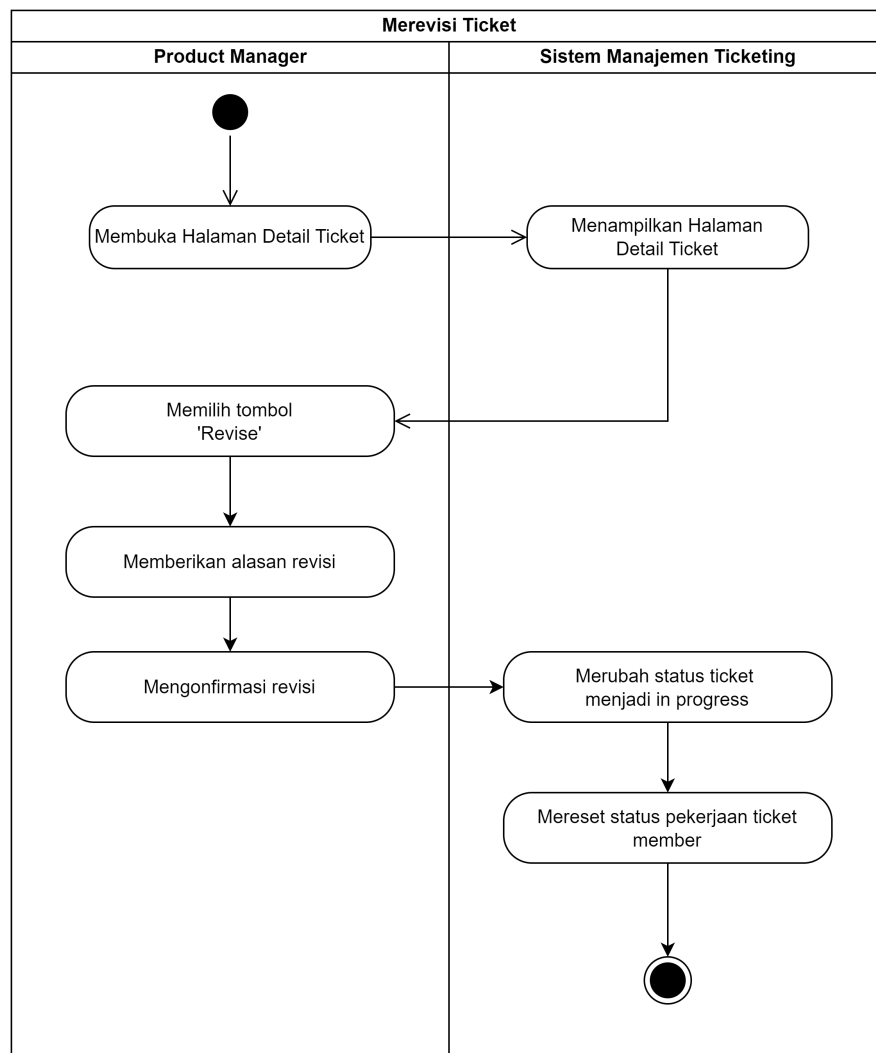 Merevisi Ticket
Product Manager
Sistem Manajemen Ticketing
Membuka Halaman Detail Ticket
Menampilkan Halaman
Detail Ticket
Memilih tombol
'Revise'
Memberikan alasan revisi
Mengonfirmasi revisi
Merubah status ticket
menjadi in progress
Mereset status pekerjaan ticket
member